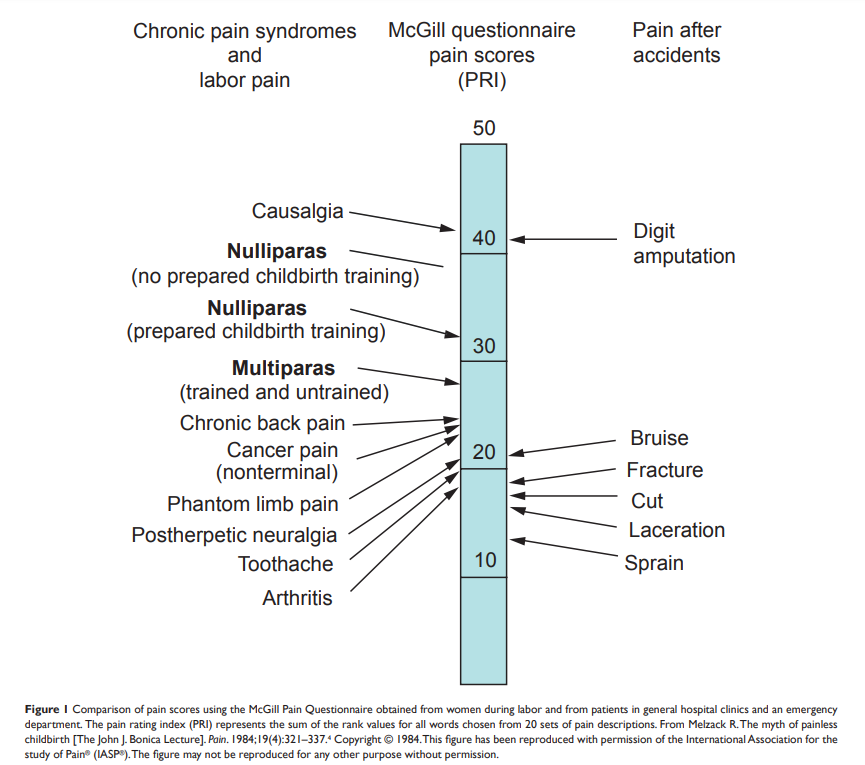 Chronic pain syndromes
and
labor pain
McGill questionnaire
pain scores
(PRI)
Pain after
accidents
50
Causalgia
40
Digit
amputation
Nulliparas
(no prepared childbirth training)
Nulliparas
(prepared childbirth training)
30
Multiparas
(trained and untrained)
Chronic back pain
Cancer pain
(nonterminal)
20
Bruise
Fracture
Phantom limb pain
Cut
Postherpetic neuralgia
Laceration
Toothache
10
Sprain
Arthritis
Figure 1 Comparison of pain scores using the McGill Pain Questionnaire obtained from women during labor and from patients in general hospital clinics and an emergency
department. The pain rating index (PRI) represents the sum of the rank values for all words chosen from 20 sets of pain descriptions. From Melzack R. The myth of painless
childbirth [The John J. Bonica Lecture]. Pain. 1984;19(4):321–337.⁴ Copyright © 1984. This figure has been reproduced with permission of the International Association for the
study of Pain® (IASP®). The figure may not be reproduced for any other purpose without permission.